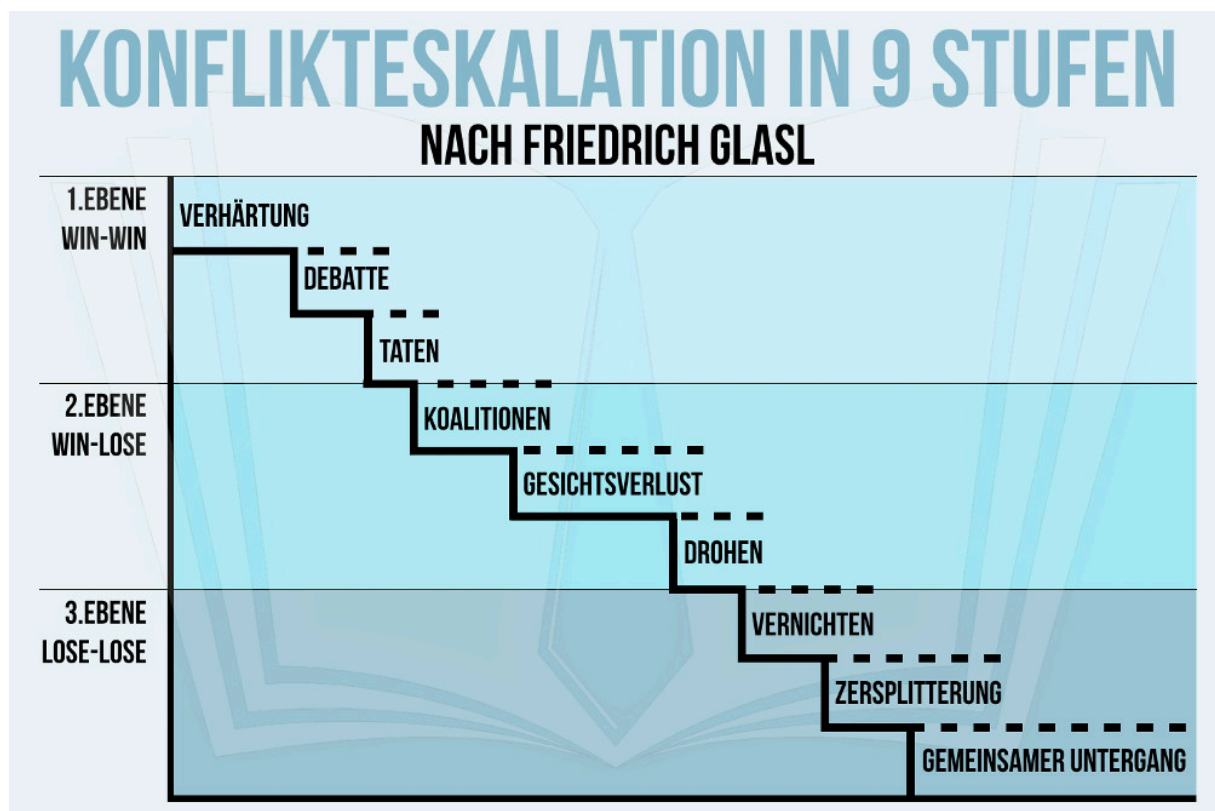 KONFLIKTESKALATION IN 9 STUFEN
NACH FRIEDRICH GLASL
1.EBENE
WIN-WIN
VERHÄRTUNG
DEBATTE
TATEN
2.EBENE
WIN-LOSE
KOALITIONEN
GESICHTSVERLUST
DROHEN
3.EBENE
LOSE-LOSE
VERNICHTEN
ZERSPLITTERUNG
GEMEINSAMER UNTERGANG